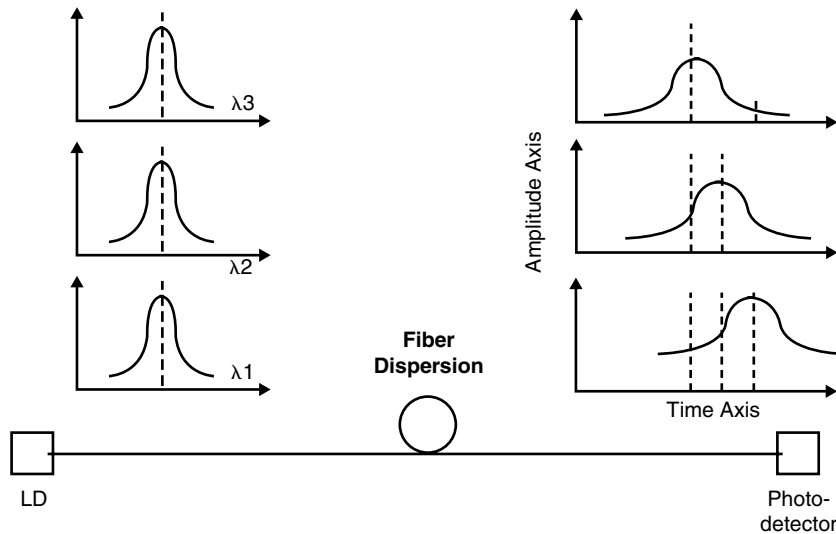 λ3
λ2
λ1
Amplitude Axis
Time Axis
Fiber
Dispersion
LD
Photo-
detector